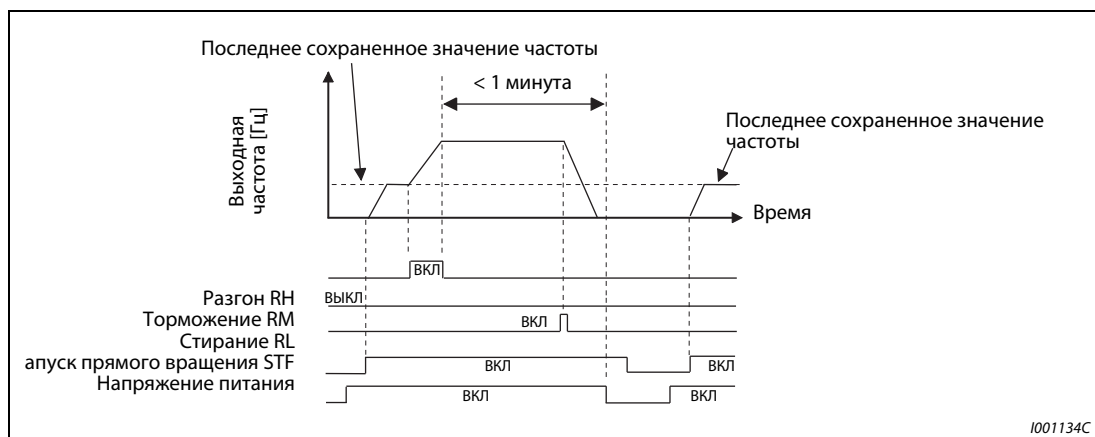 Последнее сохраненное значение частоты
< 1 минута
Последнее сохраненное значение
частоты
Выходная
частота [Гц]
Время
ВКЛ
Разгон RH
ВЫКЛ
Торможение RM
ВКЛ
Стирание RL
апуск прямого вращения STF
ВКЛ
ВКЛ
Напряжение питания
ВКЛ
ВКЛ
I001134C